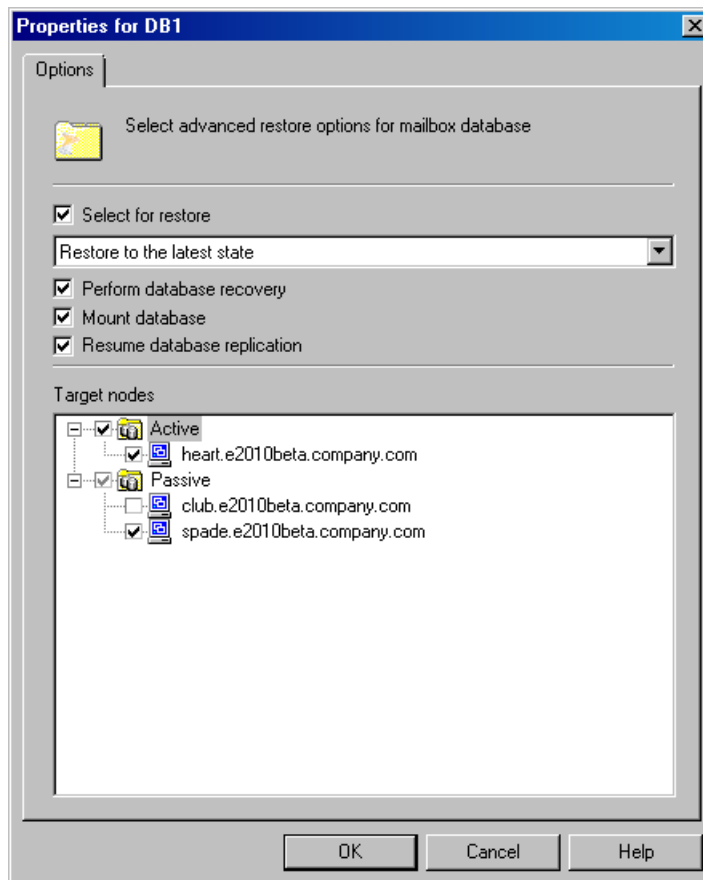 Properties for DB1
Options
Select advanced restore options for mailbox database
Select for restore
Restore to the latest state
Perform database recovery
Mount database
Resume database replication
Target nodes
Active
heart.e2010beta.company.com
Passive
club.e2010beta.company.com
spade.e2010beta.company.com
OK Cancel Help